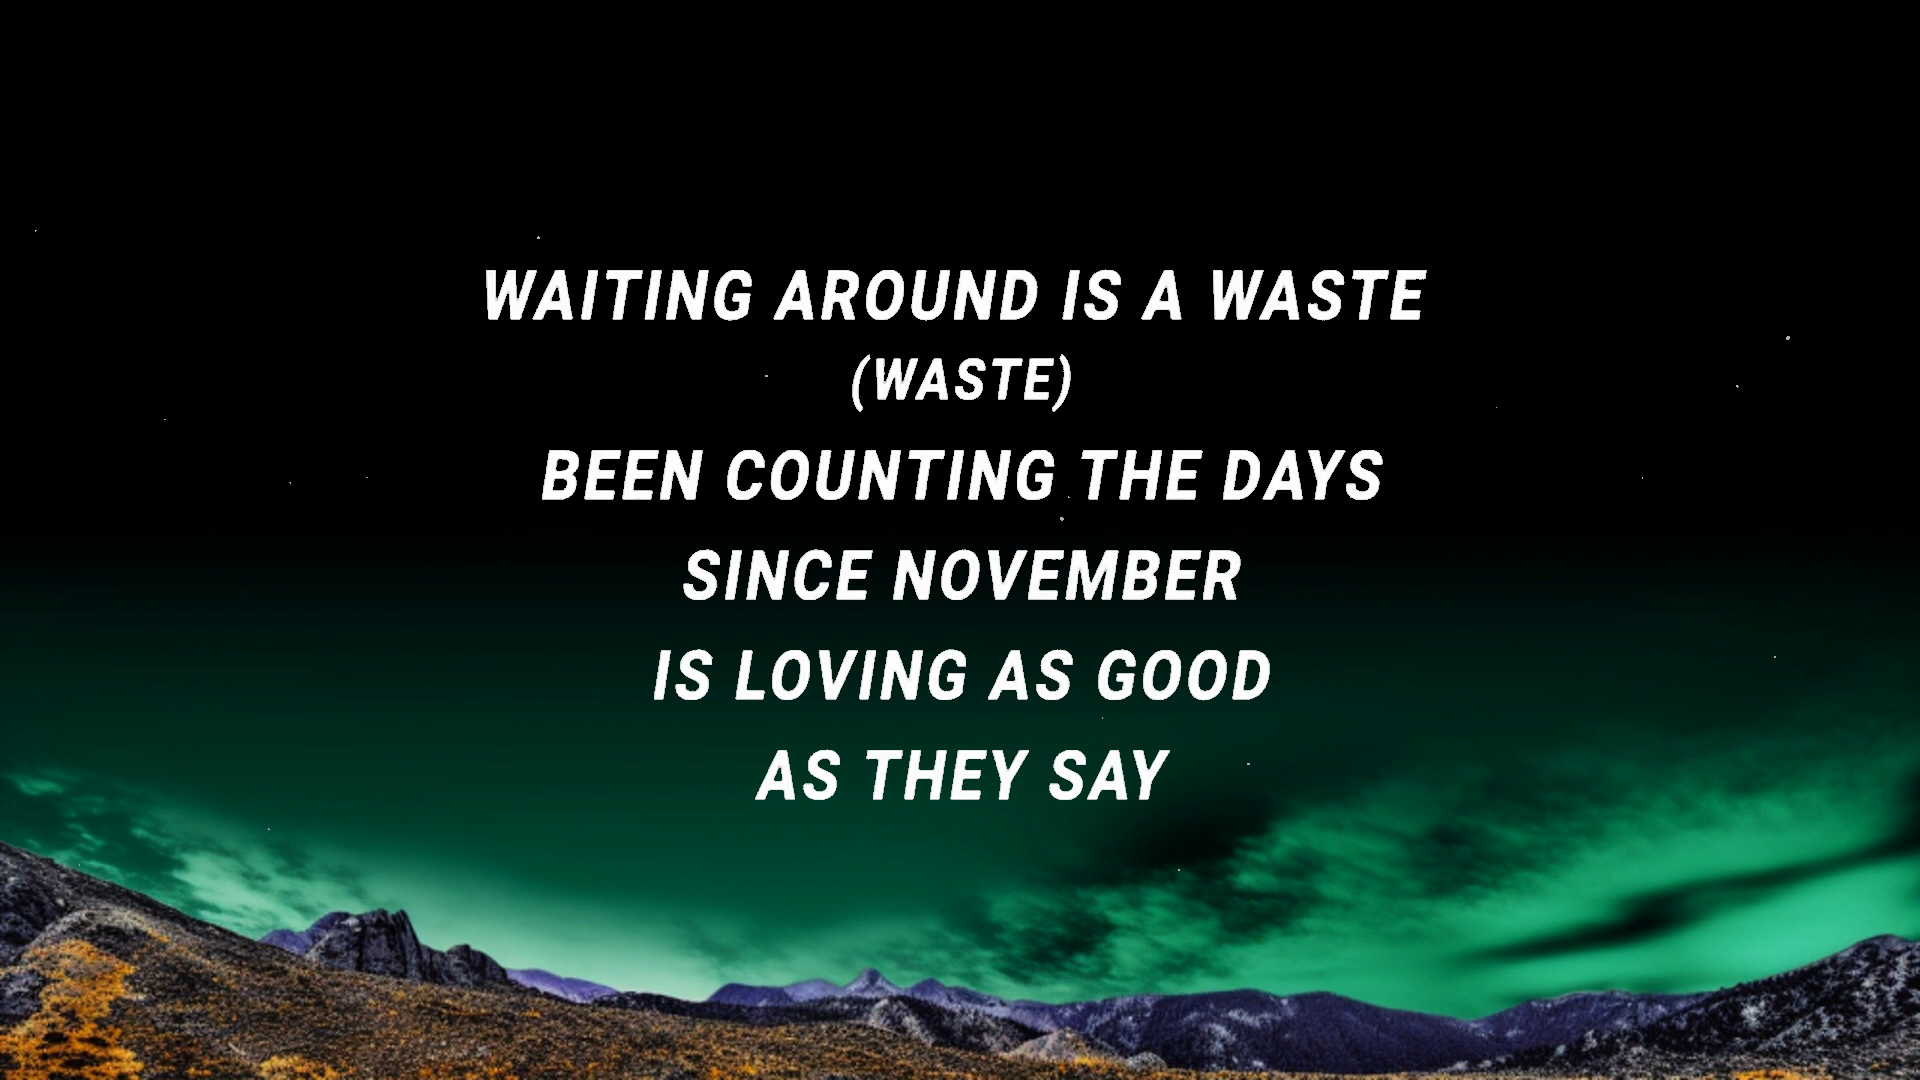 WAITING AROUND IS A WASTE
(WASTE)
BEEN COUNTING THE DAYS
SINCE NOVEMBER
IS LOVING AS GOOD
AS THEY SAY